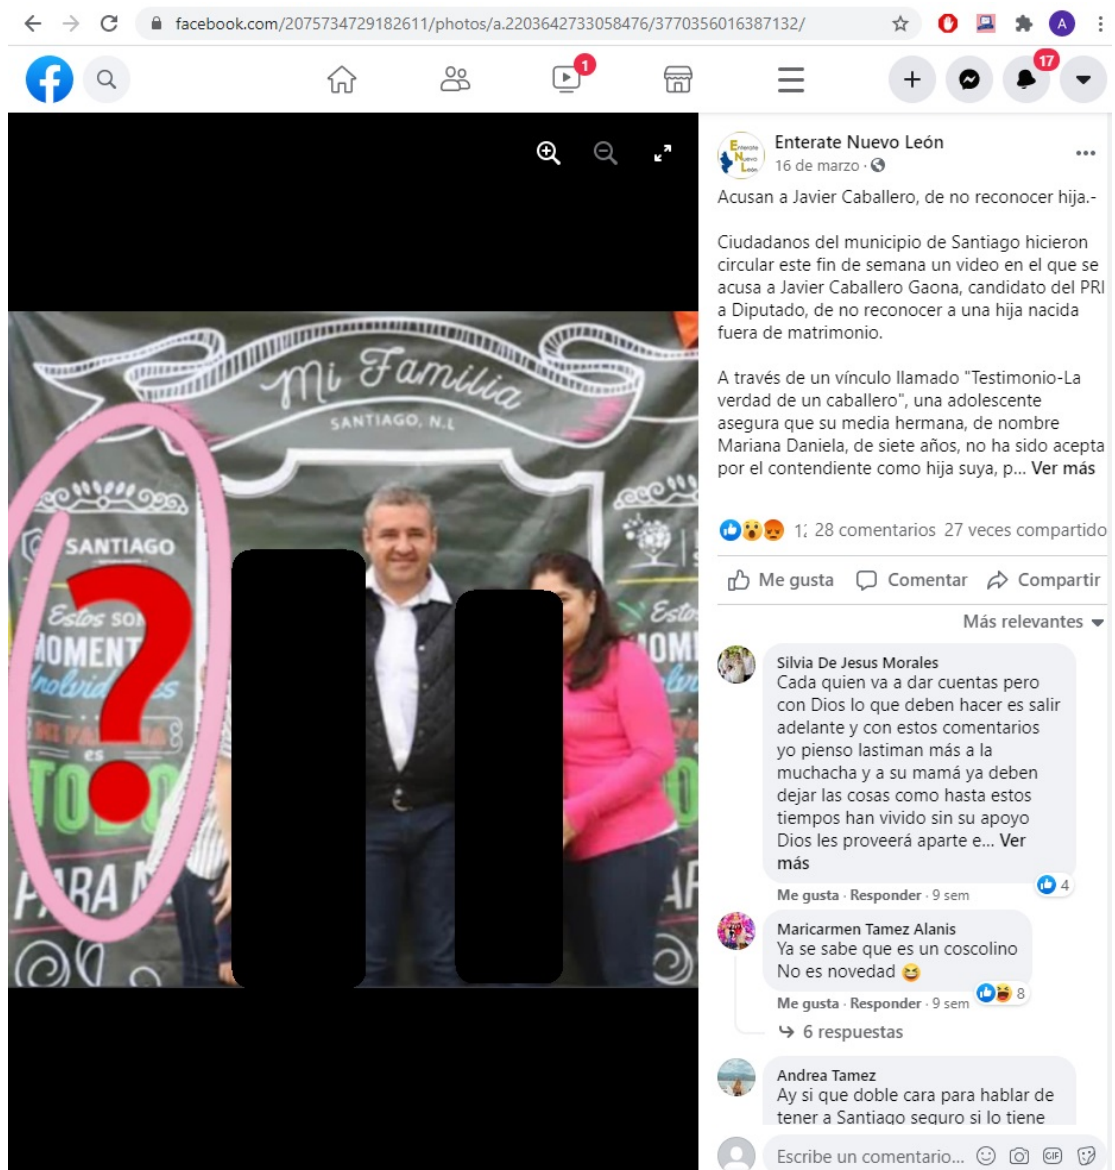 facebook.com/2075734729182611/photos/a.2203642733058476/3770356016387132/
A
1
17
Mi Familia
SANTIAGO, N.L
SANTIAGO
Estos SON
MOMENT
Inolvid es
MI
es
TODO
PARA
?
Esto
MOM
Enterate Nuevo León
16 de marzo
Acusan a Javier Caballero, de no reconocer hija.-
Ciudadanos del municipio de Santiago hicieron
circular este fin de semana un video en el que se
acusa a Javier Caballero Gaona, candidato del PRI
a Diputado, de no reconocer a una hija nacida
fuera de matrimonio.
A través de un vínculo llamado "Testimonio-La
verdad de un caballero", una adolescente
asegura que su media hermana, de nombre
Mariana Daniela, de siete años, no ha sido acepta
por el contendiente como hija suya, p... Ver más
28 comentarios 27 veces compartido
Me gusta Comentar Compartir
Más relevantes
Silvia De Jesus Morales
Cada quien va a dar cuentas pero
con Dios lo que deben hacer es salir
adelante y con estos comentarios
yo pienso lastiman más a la
muchacha y a su mamá ya deben
dejar las cosas como hasta estos
tiempos han vivido sin su apoyo
Dios les proveerá aparte e... Ver
más
4
Me gusta · Responder · 9 sem
Maricarmen Tamez Alanis
Ya se sabe que es un coscolino
No es novedad 😆
8
Me gusta · Responder · 9 sem
6 respuestas
Andrea Tamez
Ay si que doble cara para hablar de
tener a Santiago seguro si lo tiene
Escribe un comentario...
GIF